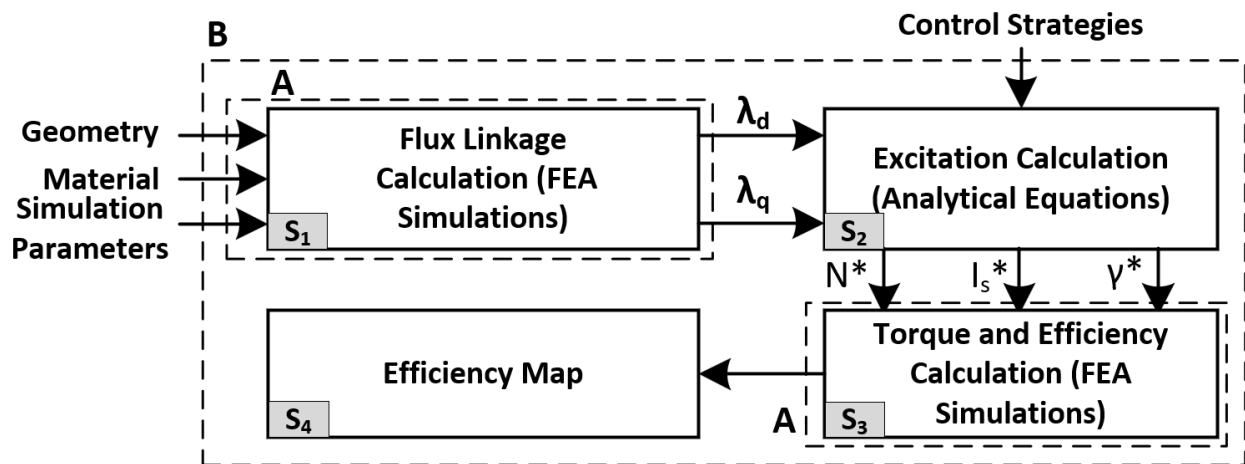 Control Strategies
B
A
Geometry
Material
Simulation
Parameters
Flux Linkage
Calculation (FEA
Simulations)
S₁
λd
λq
Excitation Calculation
(Analytical Equations)
S₂
N*
Iₛ*
γ*
Torque and Efficiency
Calculation (FEA
Simulations)
S₃
A
Efficiency Map
S₄